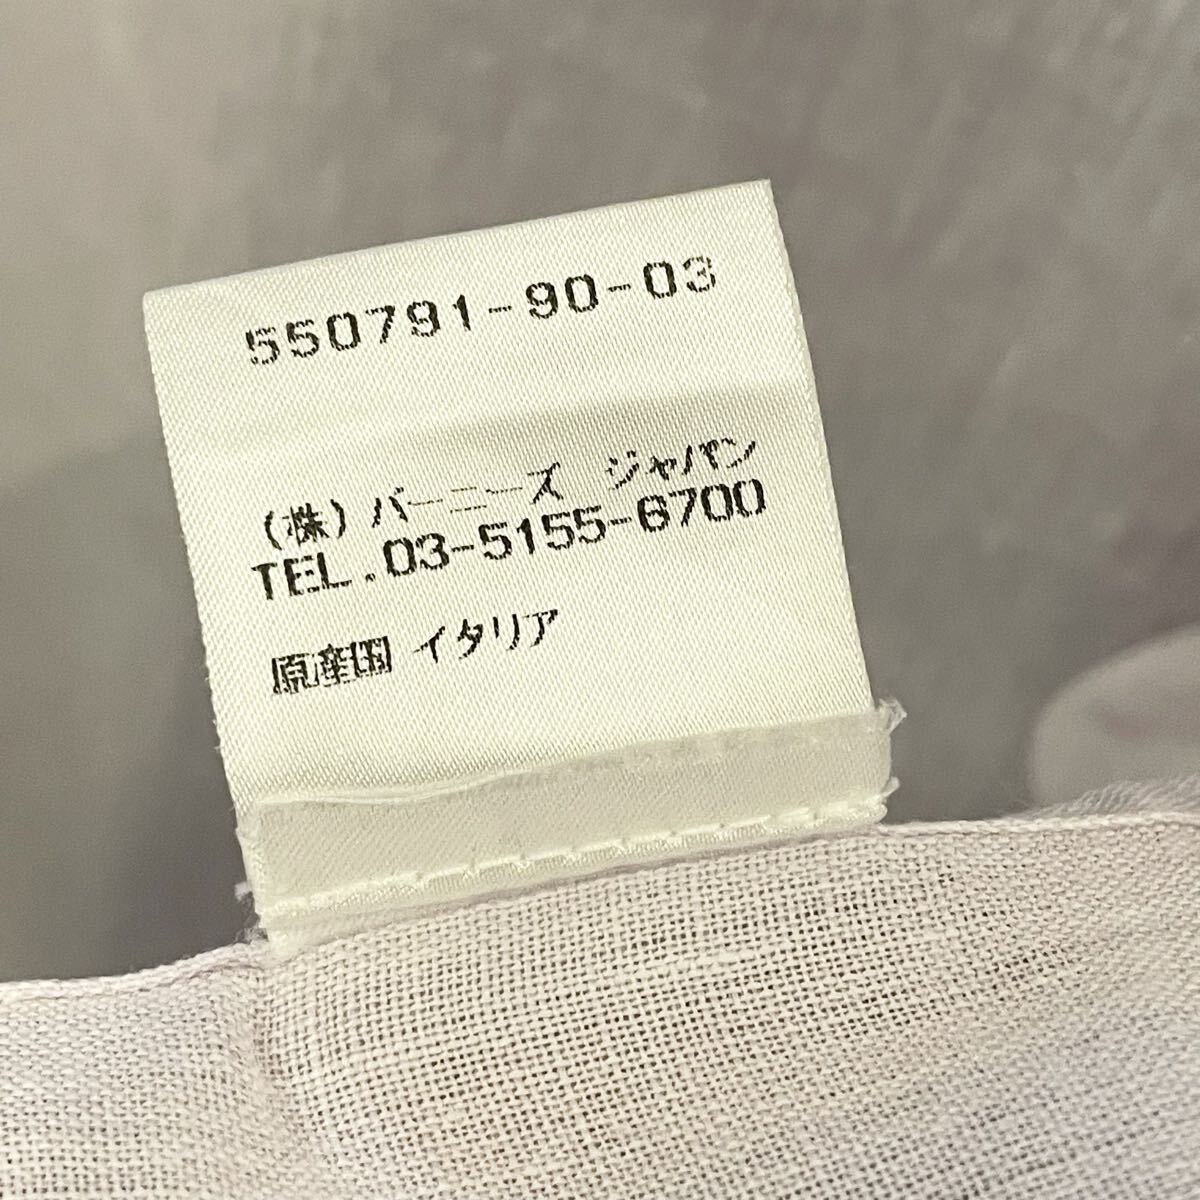 550791-90-03
(株) バーニーズ ジャパン
TEL.03-5155-6700
原産国 イタリア